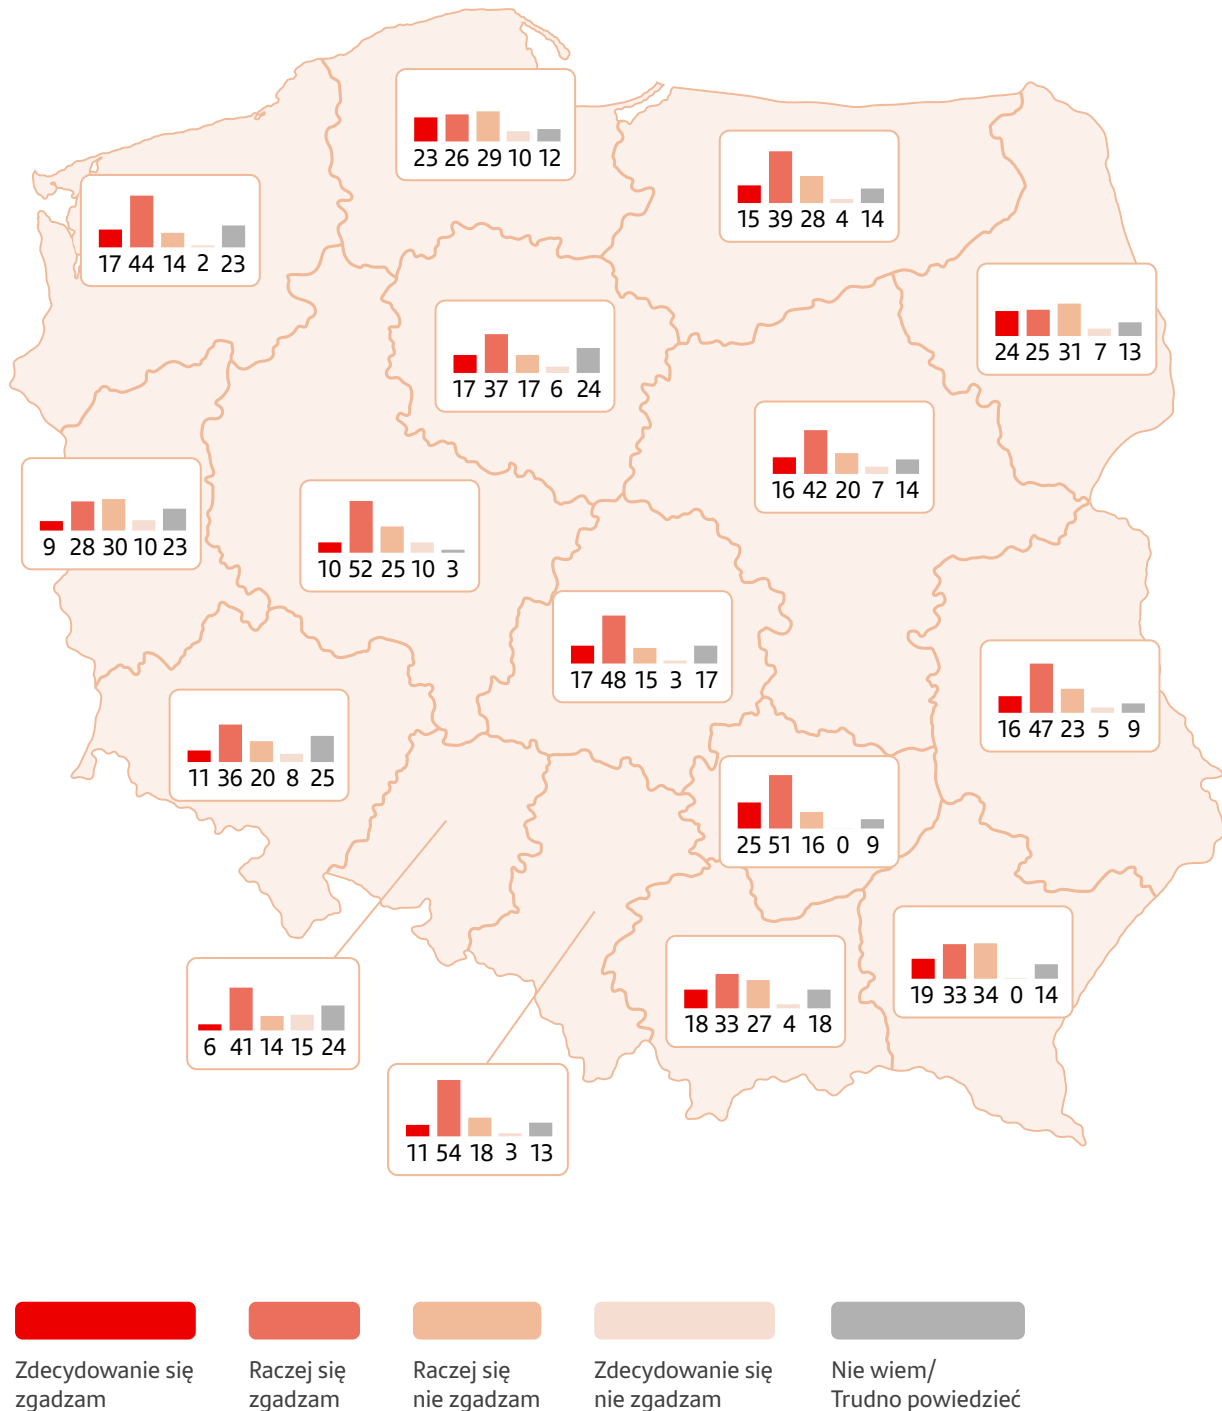 23 26 29 10 12
15 39 28 4 14
17 44 14 2 23
24 25 31 7 13
17 37 17 6 24
16 42 20 7 14
9 28 30 10 23
10 52 25 10 3
17 48 15 3 17
16 47 23 5 9
11 36 20 8 25
25 51 16 0 9
19 33 34 0 14
18 33 27 4 18
6 41 14 15 24
11 54 18 3 13
Zdecydowanie się
zgadzam
Raczej się
zgadzam
Raczej się
nie zgadzam
Zdecydowanie się
nie zgadzam
Nie wiem/
Trudno powiedzieć